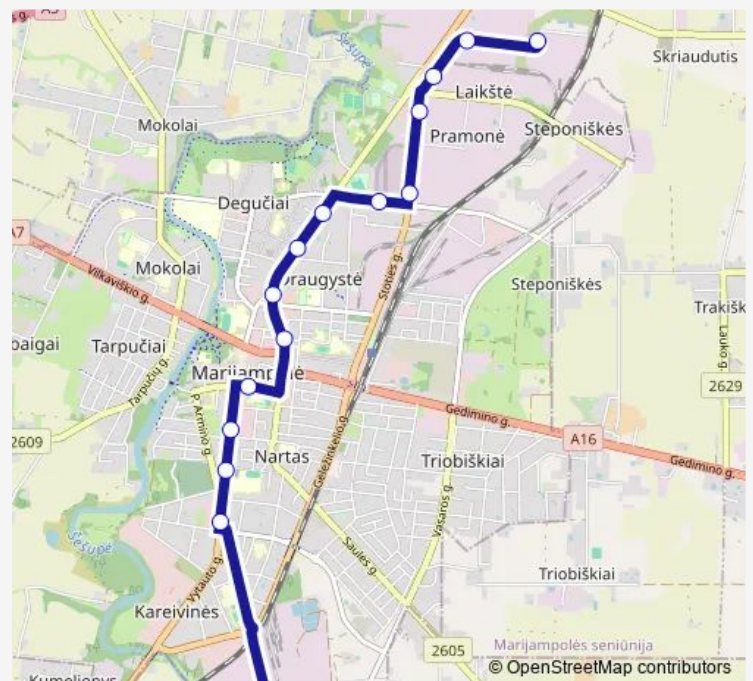 Šešupė
Skriaudutis
Laikštė
Mokolai
Pramonė
Steponiškės
Degučiai
A7
Stoties g.
Mokolai
Draugystė
Steponiškės
Vilkaviškio g.
Tarpučiai
Marijampolė
Lauko g.
Tarpučių g.
P. Armino g.
2629
Gedimino g.
A16
2609
Nartas
Geležinkelio g.
Triobiškiai
Gedimino g.
Vasaros g.
Šešupė
Saulės g.
Vytauto g.
Triobiškiai
Kareivinės
2605
Marijampolės seniūnija
© OpenStreetMap contributors